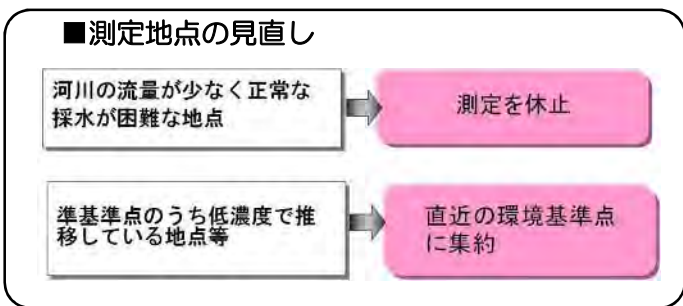 ■測定地点の見直し
河川の流量が少なく正常な
採水が困難な地点
測定を休止
準基準点のうち低濃度で推
移している地点等
直近の環境基準点
に集約